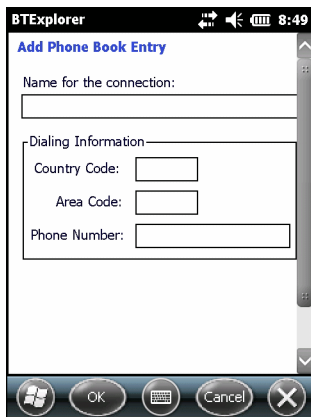 BTExplorer 8:49
Add Phone Book Entry
Name for the connection:
Dialing Information
Country Code:
Area Code:
Phone Number:
OK Cancel